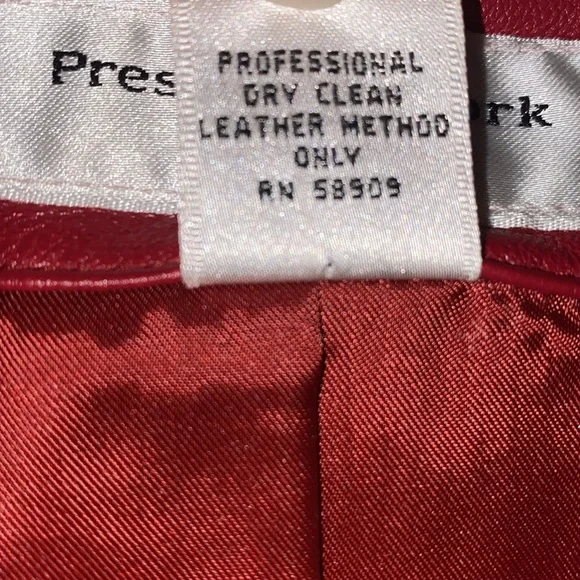 Pres
ork
PROFESSIONAL
DRY CLEAN
LEATHER METHOD
ONLY
RN 58909